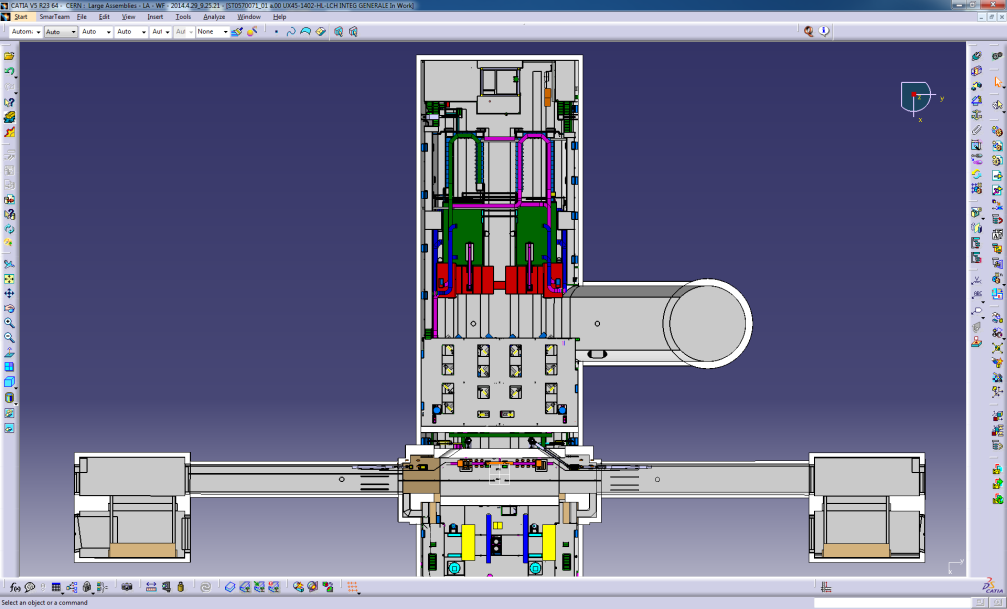 CATIA V5 R23 64 - CERN : Large Assemblies - LA - WF - 2014.4.29_9.25.21 - [ST0570071_01 a.00 UX45-1402-HL-LCH INTEG GENERALE In Work]
Start SmarTeam File Edit View Insert Tools Analyze Window Help
Autom. Auto Auto Auto Aut Aut None
x y
x
x
CATIA
Select an object or a command